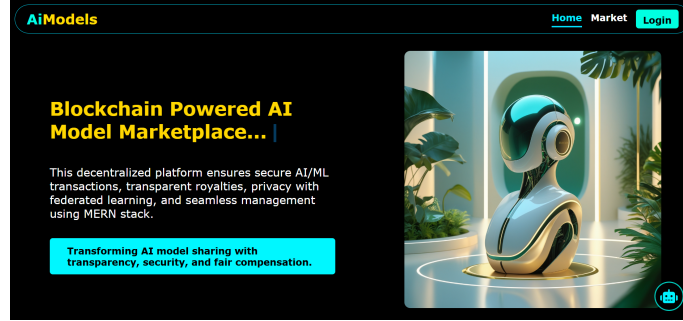 AiModels
Home Market Login
Blockchain Powered AI
Model Marketplace... |
This decentralized platform ensures secure AI/ML
transactions, transparent royalties, privacy with
federated learning, and seamless management
using MERN stack.
Transforming AI model sharing with
transparency, security, and fair compensation.